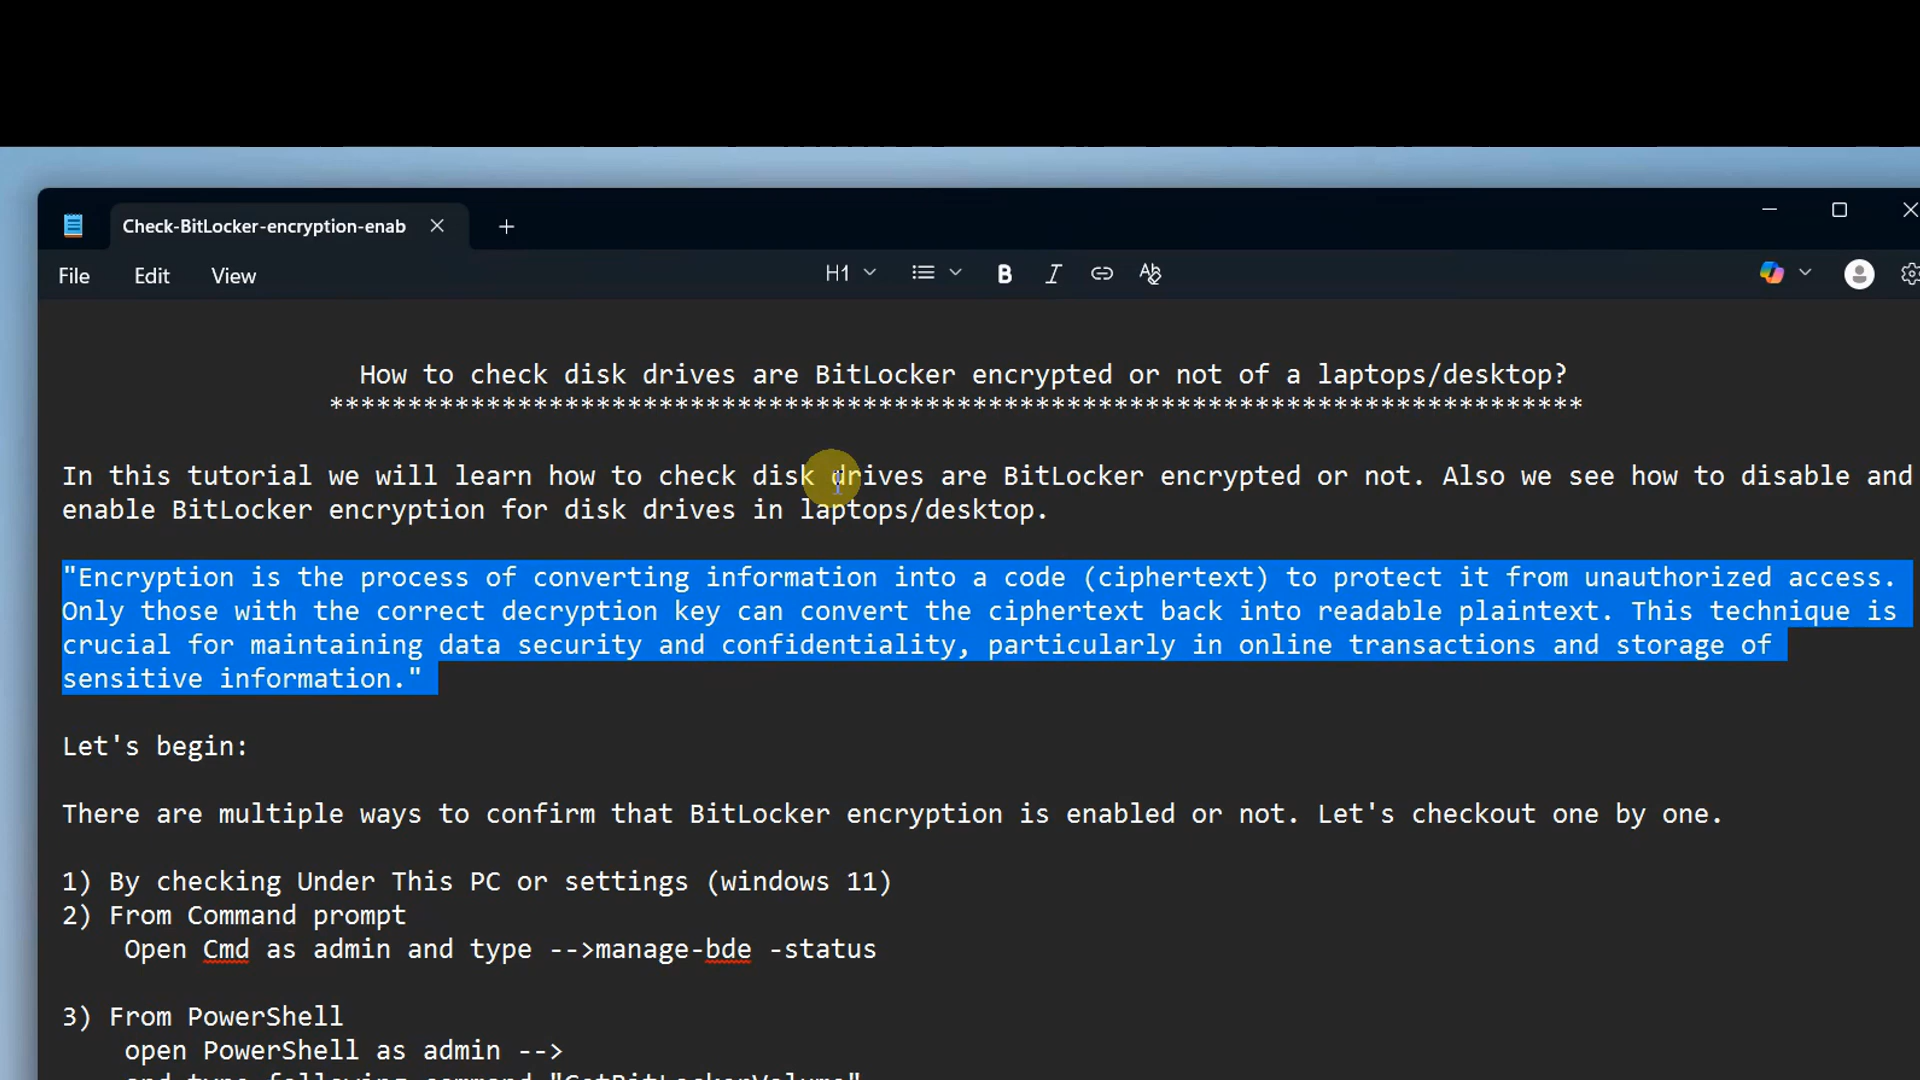 Check-BitLocker-encryption-enab
File Edit View H1 B I
How to check disk drives are BitLocker encrypted or not of a laptops/desktop?
********************************************************************************
In this tutorial we will learn how to check disk drives are BitLocker encrypted or not. Also we see how to disable and
enable BitLocker encryption for disk drives in laptops/desktop.
"Encryption is the process of converting information into a code (ciphertext) to protect it from unauthorized access.
Only those with the correct decryption key can convert the ciphertext back into readable plaintext. This technique is
crucial for maintaining data security and confidentiality, particularly in online transactions and storage of
sensitive information."
Let's begin:
There are multiple ways to confirm that BitLocker encryption is enabled or not. Let's checkout one by one.
1) By checking Under This PC or settings (windows 11)
2) From Command prompt
Open Cmd as admin and type -->manage-bde -status
3) From PowerShell
open PowerShell as admin -->
and type following command "GetBitLockerVolume"